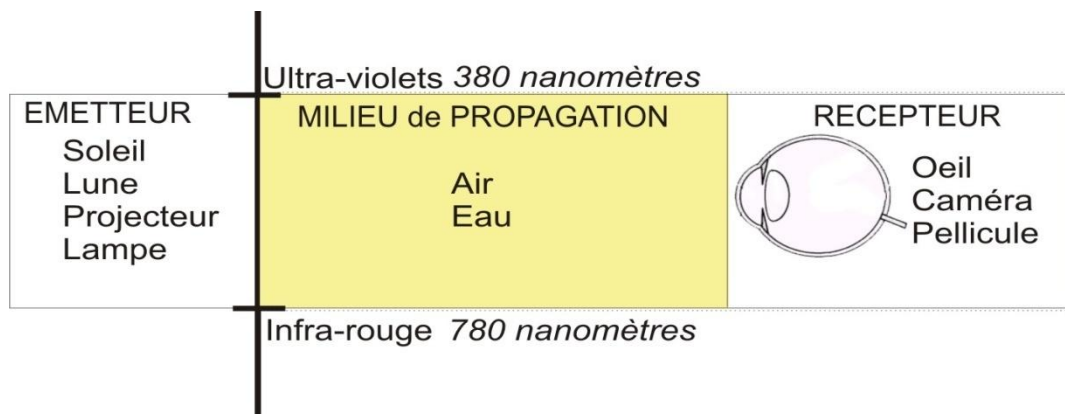 Ultra-violets 380 nanomètres
EMETTEUR
Soleil
Lune
Projecteur
Lampe
MILIEU de PROPAGATION
Air
Eau
RECEPTEUR
Oeil
Caméra
Pellicule
Infra-rouge 780 nanomètres